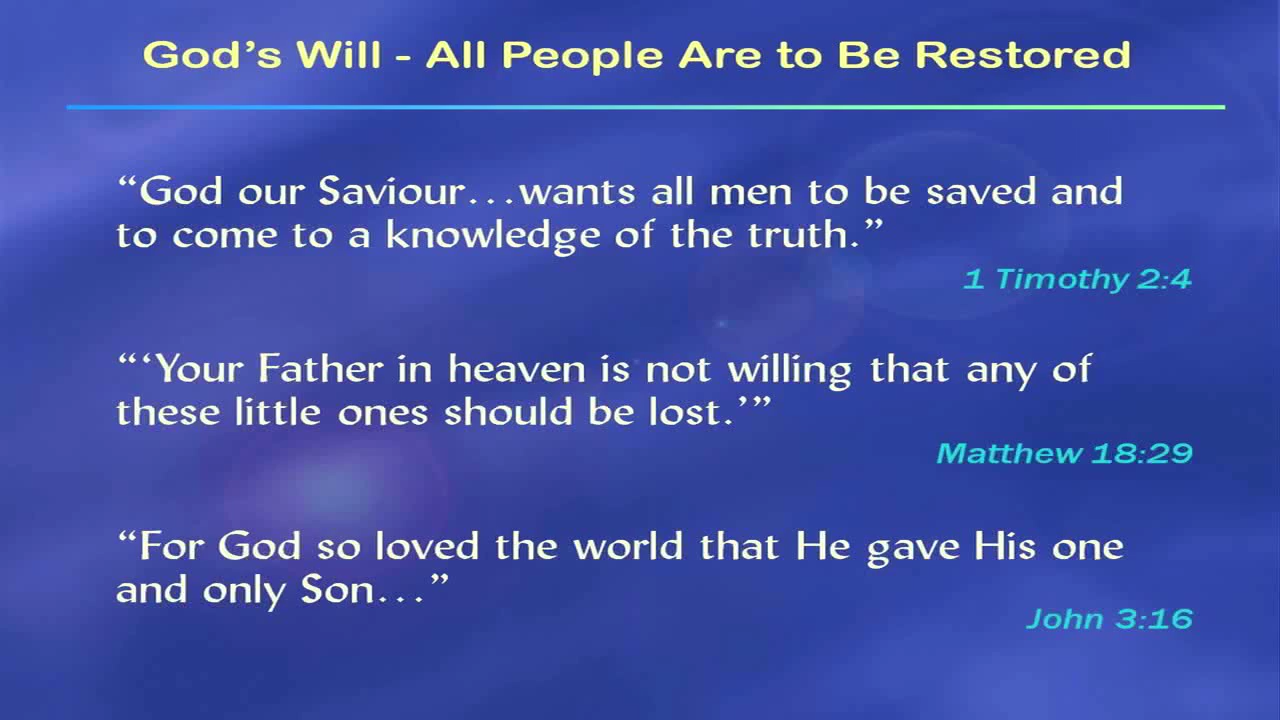 God’s Will - All People Are to Be Restored
“God our Saviour...wants all men to be saved and
to come to a knowledge of the truth.”
1 Timothy 2:4
“‘Your Father in heaven is not willing that any of
these little ones should be lost.’”
Matthew 18:29
“For God so loved the world that He gave His one
and only Son...”
John 3:16